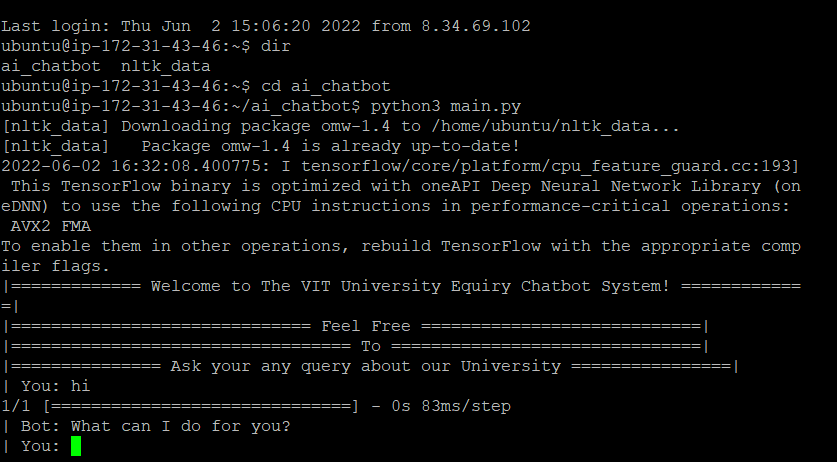 Last login: Thu Jun  2 15:06:20 2022 from 8.34.69.102
ubuntu@ip-172-31-43-46:~$ dir
ai_chatbot  nltk_data
ubuntu@ip-172-31-43-46:~$ cd ai_chatbot
ubuntu@ip-172-31-43-46:~/ai_chatbot$ python3 main.py
[nltk_data] Downloading package omw-1.4 to /home/ubuntu/nltk_data...
[nltk_data]   Package omw-1.4 is already up-to-date!
2022-06-02 16:32:08.400775: I tensorflow/core/platform/cpu_feature_guard.cc:193]
 This TensorFlow binary is optimized with oneAPI Deep Neural Network Library (on
eDNN) to use the following CPU instructions in performance-critical operations:
 AVX2 FMA
To enable them in other operations, rebuild TensorFlow with the appropriate comp
iler flags.
|============= Welcome to The VIT University Equiry Chatbot System! ============
=|
|============================== Feel Free ============================|
|================================== To ===============================|
|=============== Ask your any query about our University ================|
| You: hi
1/1 [==============================] - 0s 83ms/step
| Bot: What can I do for you?
| You: